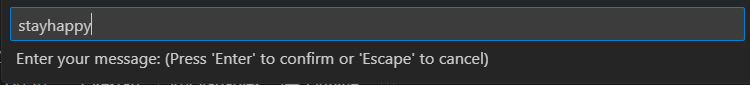 stayhappy
Enter your message: (Press 'Enter' to confirm or 'Escape' to cancel)